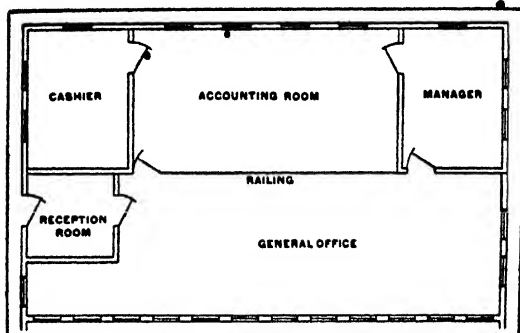 CASHIER
ACCOUNTING ROOM
MANAGER
RAILING
RECEPTION
ROOM
GENERAL OFFICE